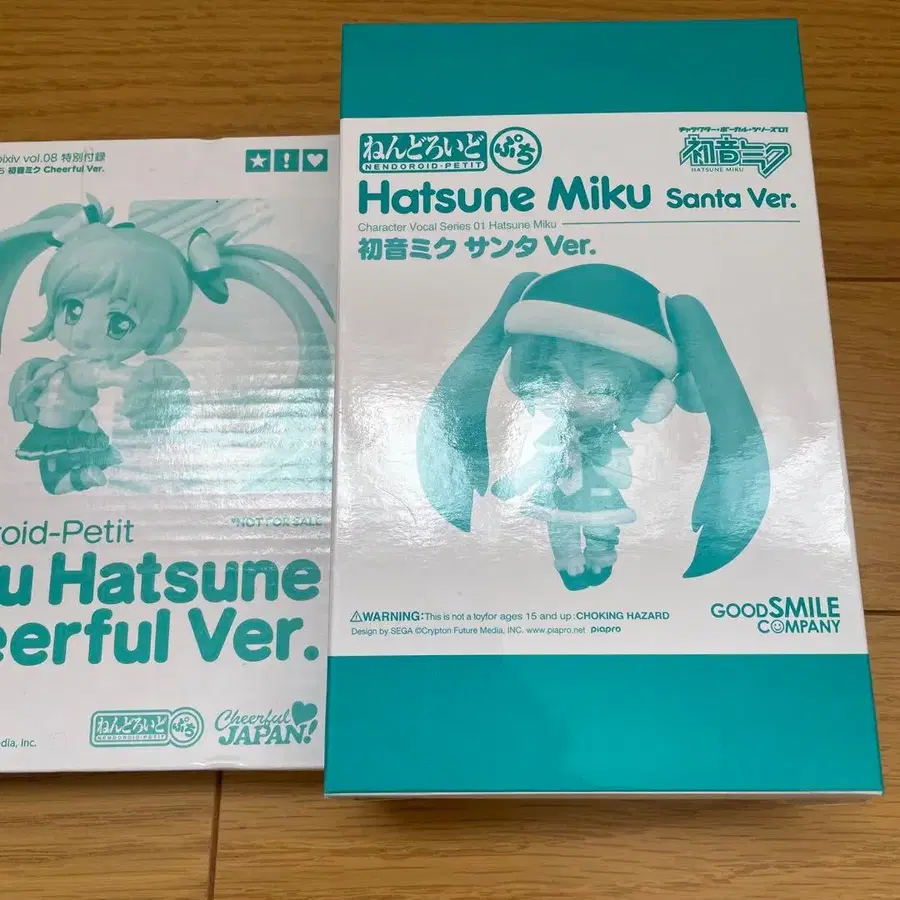 pixiv vol.08 特別付録
初音ミク Cheerful Ver.
*NOT FOR SALE
oid-Petit
u Hatsune
eerful Ver.
ねんどろいど ぷち
NENDOROID-PETIT
Cheerful
JAPAN!
dia, Inc.
ねんどろいど ぷち
NENDOROID-PETIT
キャラクター・ボーカル・シリーズ01
初音ミク
HATSUNE MIKU
Hatsune Miku Santa Ver.
Character Vocal Series 01 Hatsune Miku
初音ミク サンタ Ver.
⚠WARNING:This is not a toyfor ages 15 and up:CHOKING HAZARD
Design by SEGA ©Crypton Future Media, INC. www.piapro.net piapro
GOOD SMILE
COMPANY